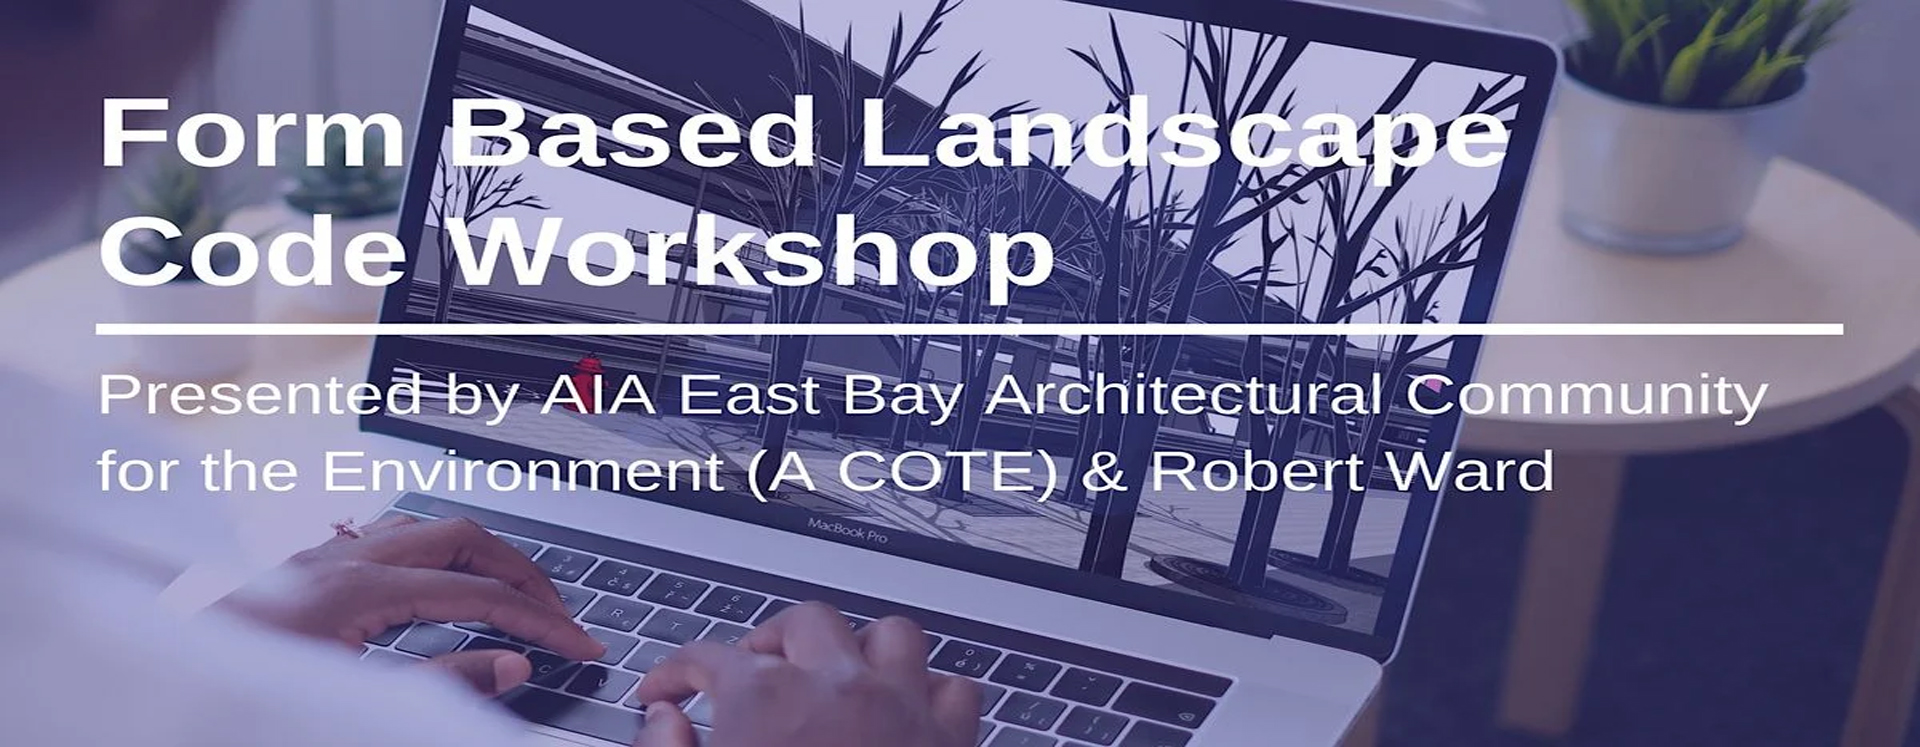 Form Based Landscape
Code Workshop
Presented by AIA East Bay Architectural Community
for the Environment (A COTE) & Robert Ward
MacBook Pro